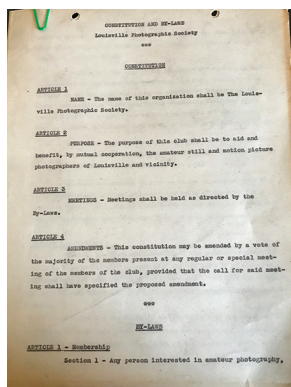 CONSTITUTION AND BY-LAWS
Louisville Photographic Society
***
CONSTITUTION
ARTICLE 1
NAME - The name of this organization shall be The Louis-
ville Photographic Society.
ARTICLE 2
PURPOSE - The purpose of this club shall be to aid and
benefit, by mutual cooperation, the amateur still and motion picture
photographers of Louisville and vicinity.
ARTICLE 3
MEETINGS - Meetings shall be held as directed by the
By-Laws.
ARTICLE 4
AMENDMENTS - This constitution may be amended by a vote of
the majority of the members present at any regular or special meet-
ing of the members of the club, provided that the call for said meet-
ing shall have specified the proposed amendment.
***
BY-LAWS
ARTICLE 1 - Membership
Section 1 - Any person interested in amateur photography,